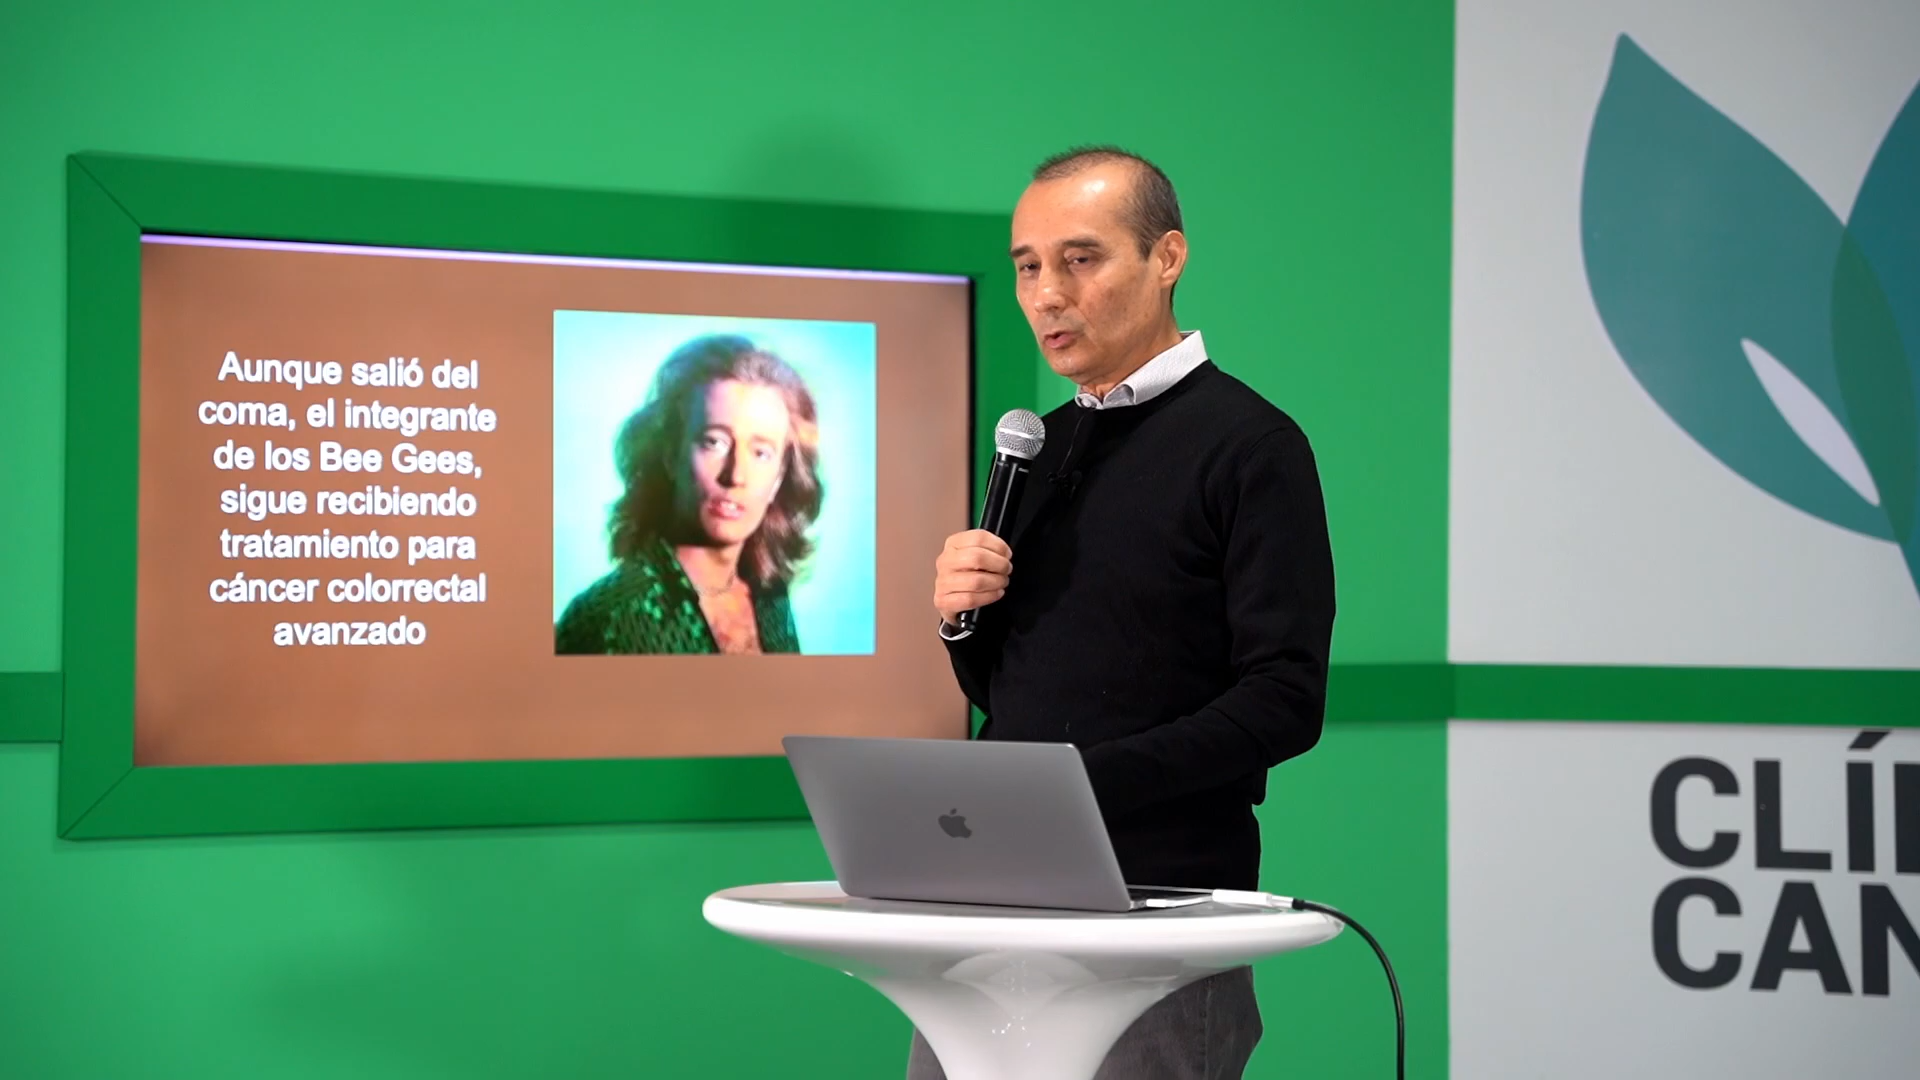 Aunque salió del
coma, el integrante
de los Bee Gees,
sigue recibiendo
tratamiento para
cáncer colorrectal
avanzado
CLÍ
CAN